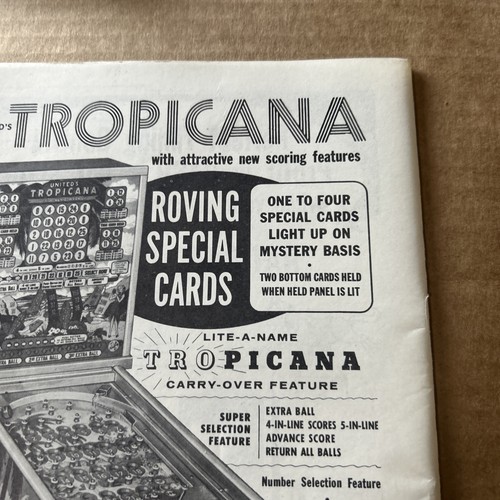 D'S TROPICANA
with attractive new scoring features
UNITED'S
TROPICANA
ROVING
SPECIAL
CARDS
ONE TO FOUR
SPECIAL CARDS
LIGHT UP ON
MYSTERY BASIS
•
TWO BOTTOM CARDS HELD
WHEN HELD PANEL IS LIT
LITE-A-NAME
TROPICANA
CARRY-OVER FEATURE
SUPER
SELECTION
FEATURE
EXTRA BALL
4-IN-LINE SCORES 5-IN-LINE
ADVANCE SCORE
RETURN ALL BALLS
Number Selection Feature